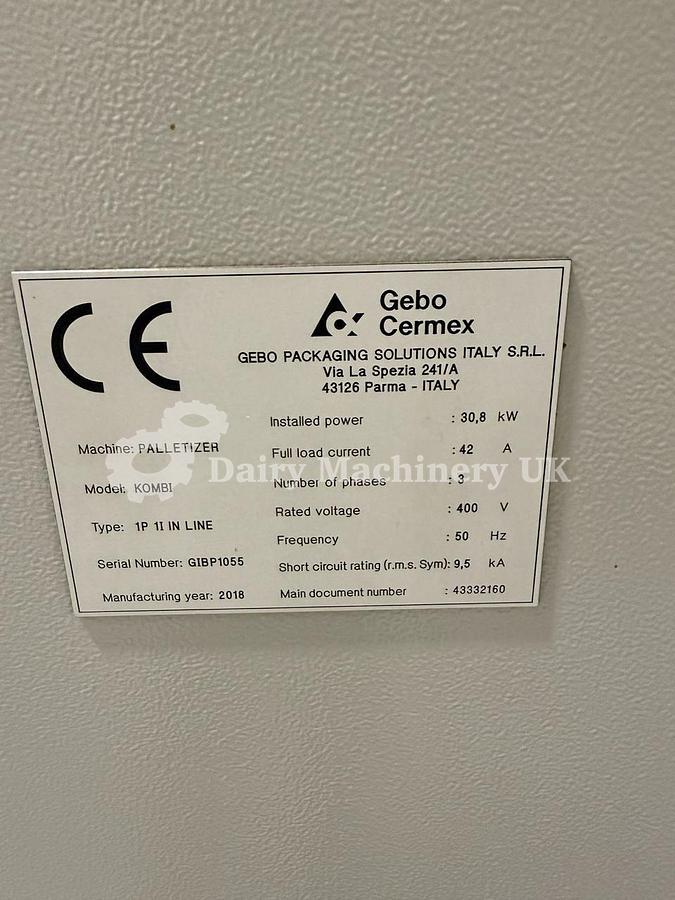 CE
Gebo
Cermex
GEBO PACKAGING SOLUTIONS ITALY S.R.L.
Via La Spezia 241/A
43126 Parma - ITALY
Machine: PALLETIZER
Model: KOMBI
Type: 1P 1I IN LINE
Serial Number: GIBP1055
Manufacturing year: 2018
Installed power : 30,8 kW
Full load current : 42 A
Number of phases : 3
Rated voltage : 400 V
Frequency : 50 Hz
Short circuit rating (r.m.s. Sym): 9,5 kA
Main document number : 43332160
Dairy Machinery UK